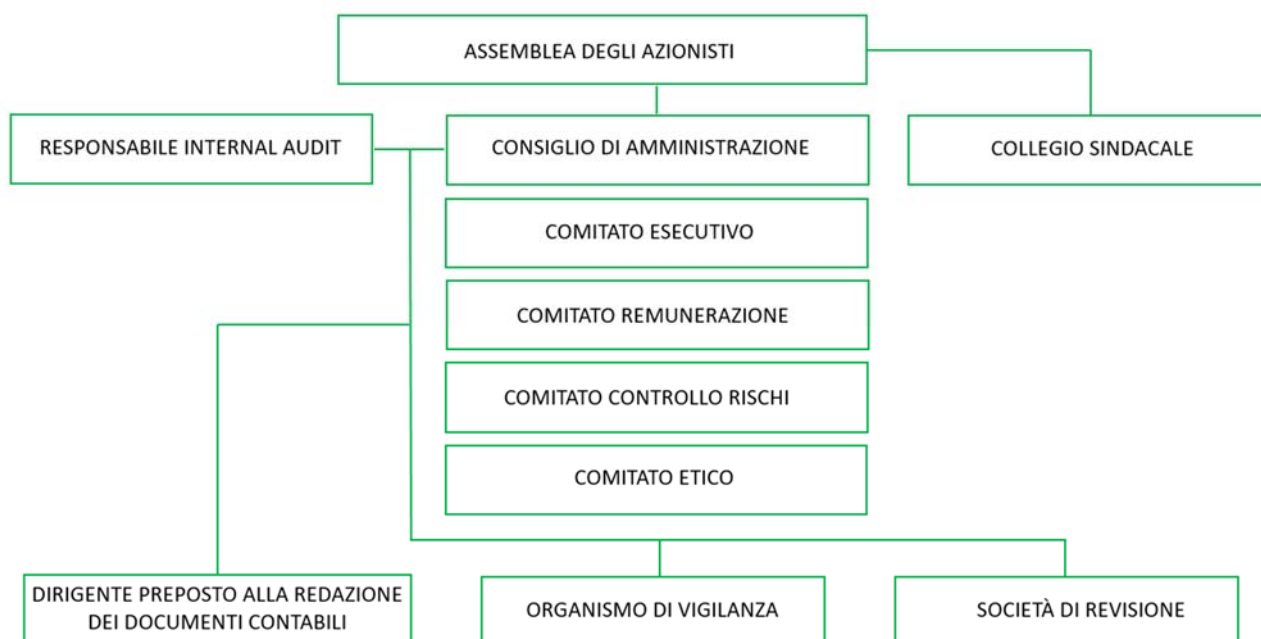 ASSEMBLEA DEGLI AZIONISTI
RESPONSABILE INTERNAL AUDIT
CONSIGLIO DI AMMINISTRAZIONE
COLLEGIO SINDACALE
COMITATO ESECUTIVO
COMITATO REMUNERAZIONE
COMITATO CONTROLLO RISCHI
COMITATO ETICO
DIRIGENTE PREPOSTO ALLA REDAZIONE
DEI DOCUMENTI CONTABILI
ORGANISMO DI VIGILANZA
SOCIETÀ DI REVISIONE